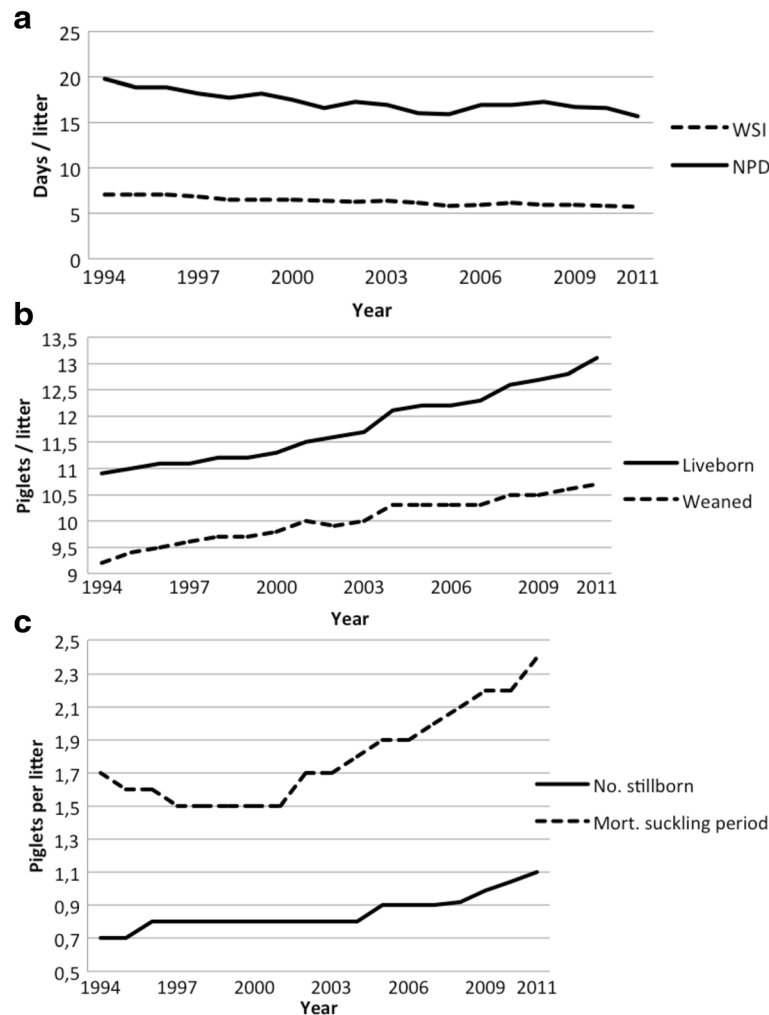 a
25
20
15
10
5
0
Days / litter
1994 1997 2000 2003 2006 2009 2011
Year
WSI
NPD
b
13,5
13
12,5
12
11,5
11
10,5
10
9,5
9
Piglets / litter
1994 1997 2000 2003 2006 2009 2011
Year
Liveborn
Weaned
c
2,5
2,3
2,1
1,9
1,7
1,5
1,3
1,1
0,9
0,7
0,5
Piglets per litter
1994 1997 2000 2003 2006 2009 2011
Year
No. stillborn
Mort. suckling period